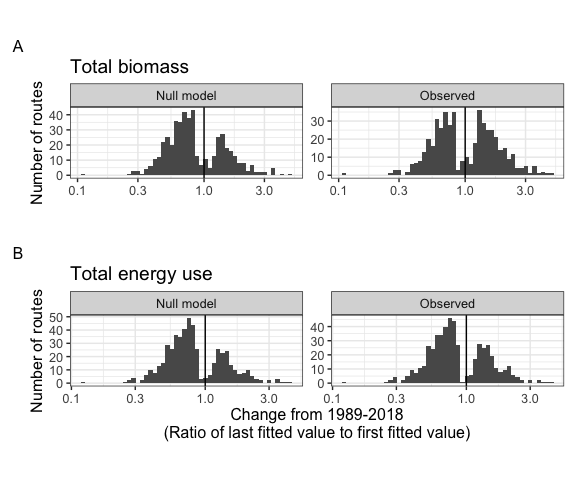 A
Total biomass
Null model
Observed
Number of routes
40
30
20
10
0
30
20
10
0
0.1 0.3 1.0 3.0
0.1 0.3 1.0 3.0
B
Total energy use
Null model
Observed
Number of routes
50
40
30
20
10
0
40
30
20
10
0
0.1 0.3 1.0 3.0
0.1 0.3 1.0 3.0
Change from 1989-2018
(Ratio of last fitted value to first fitted value)